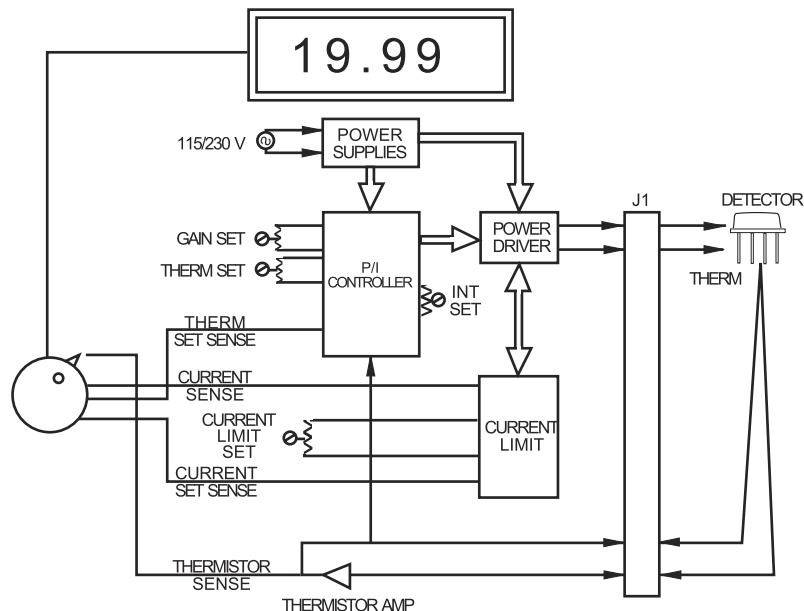 19.99
115/230 V
POWER
SUPPLIES
J1
DETECTOR
GAIN SET
THERM SET
P/I
CONTROLLER
POWER
DRIVER
THERM
INT
SET
THERM
SET SENSE
CURRENT
SENSE
CURRENT
LIMIT
SET
CURRENT
LIMIT
CURRENT
SET SENSE
THERMISTOR
SENSE
THERMISTOR AMP